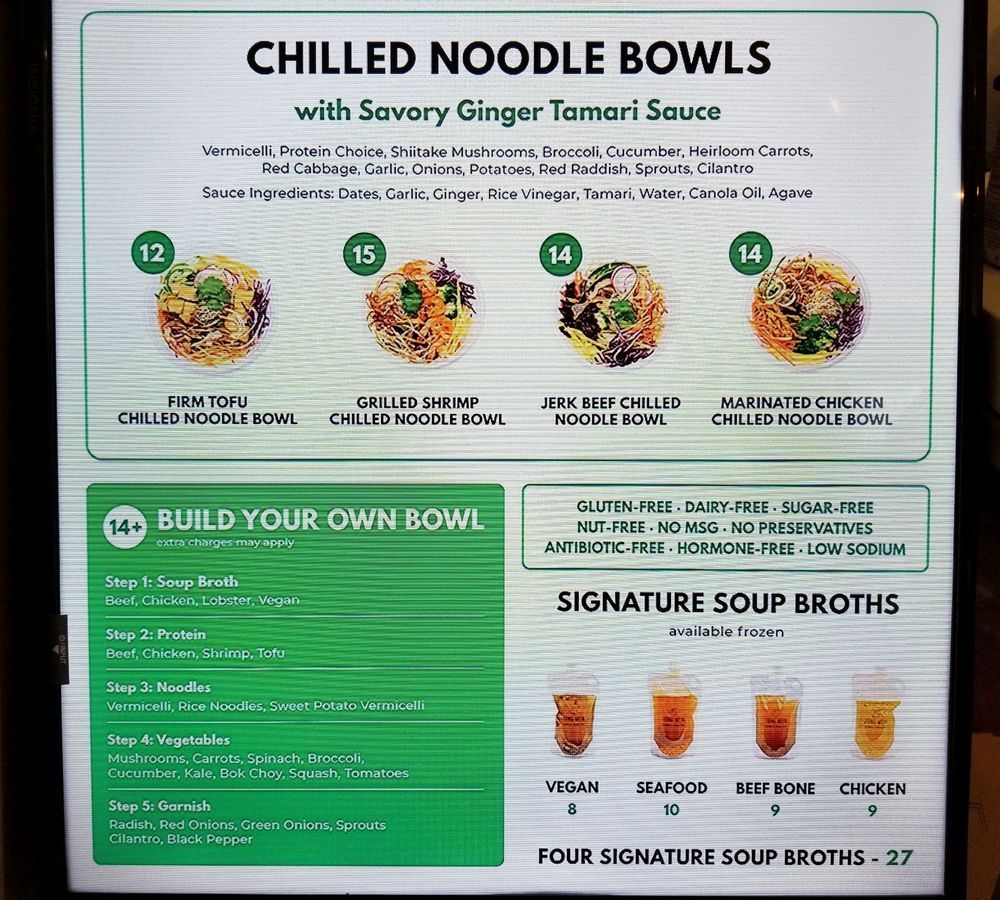 CHILLED NOODLE BOWLS
with Savory Ginger Tamari Sauce
Vermicelli, Protein Choice, Shiitake Mushrooms, Broccoli, Cucumber, Heirloom Carrots,
Red Cabbage, Garlic, Onions, Potatoes, Red Raddish, Sprouts, Cilantro
Sauce Ingredients: Dates, Garlic, Ginger, Rice Vinegar, Tamari, Water, Canola Oil, Agave
12
15
14
14
FIRM TOFU
CHILLED NOODLE BOWL
GRILLED SHRIMP
CHILLED NOODLE BOWL
JERK BEEF CHILLED
NOODLE BOWL
MARINATED CHICKEN
CHILLED NOODLE BOWL
14+
BUILD YOUR OWN BOWL
extra charges may apply
Step 1: Soup Broth
Beef, Chicken, Lobster, Vegan
Step 2: Protein
Beef, Chicken, Shrimp, Tofu
Step 3: Noodles
Vermicelli, Rice Noodles, Sweet Potato Vermicelli
Step 4: Vegetables
Mushrooms, Carrots, Spinach, Broccoli,
Cucumber, Kale, Bok Choy, Squash, Tomatoes
Step 5: Garnish
Radish, Red Onions, Green Onions, Sprouts
Cilantro, Black Pepper
GLUTEN-FREE · DAIRY-FREE · SUGAR-FREE
NUT-FREE · NO MSG · NO PRESERVATIVES
ANTIBIOTIC-FREE · HORMONE-FREE · LOW SODIUM
SIGNATURE SOUP BROTHS
available frozen
VEGAN
8
SEAFOOD
10
BEEF BONE
9
CHICKEN
9
FOUR SIGNATURE SOUP BROTHS - 27
INSIGNIA
INPUT